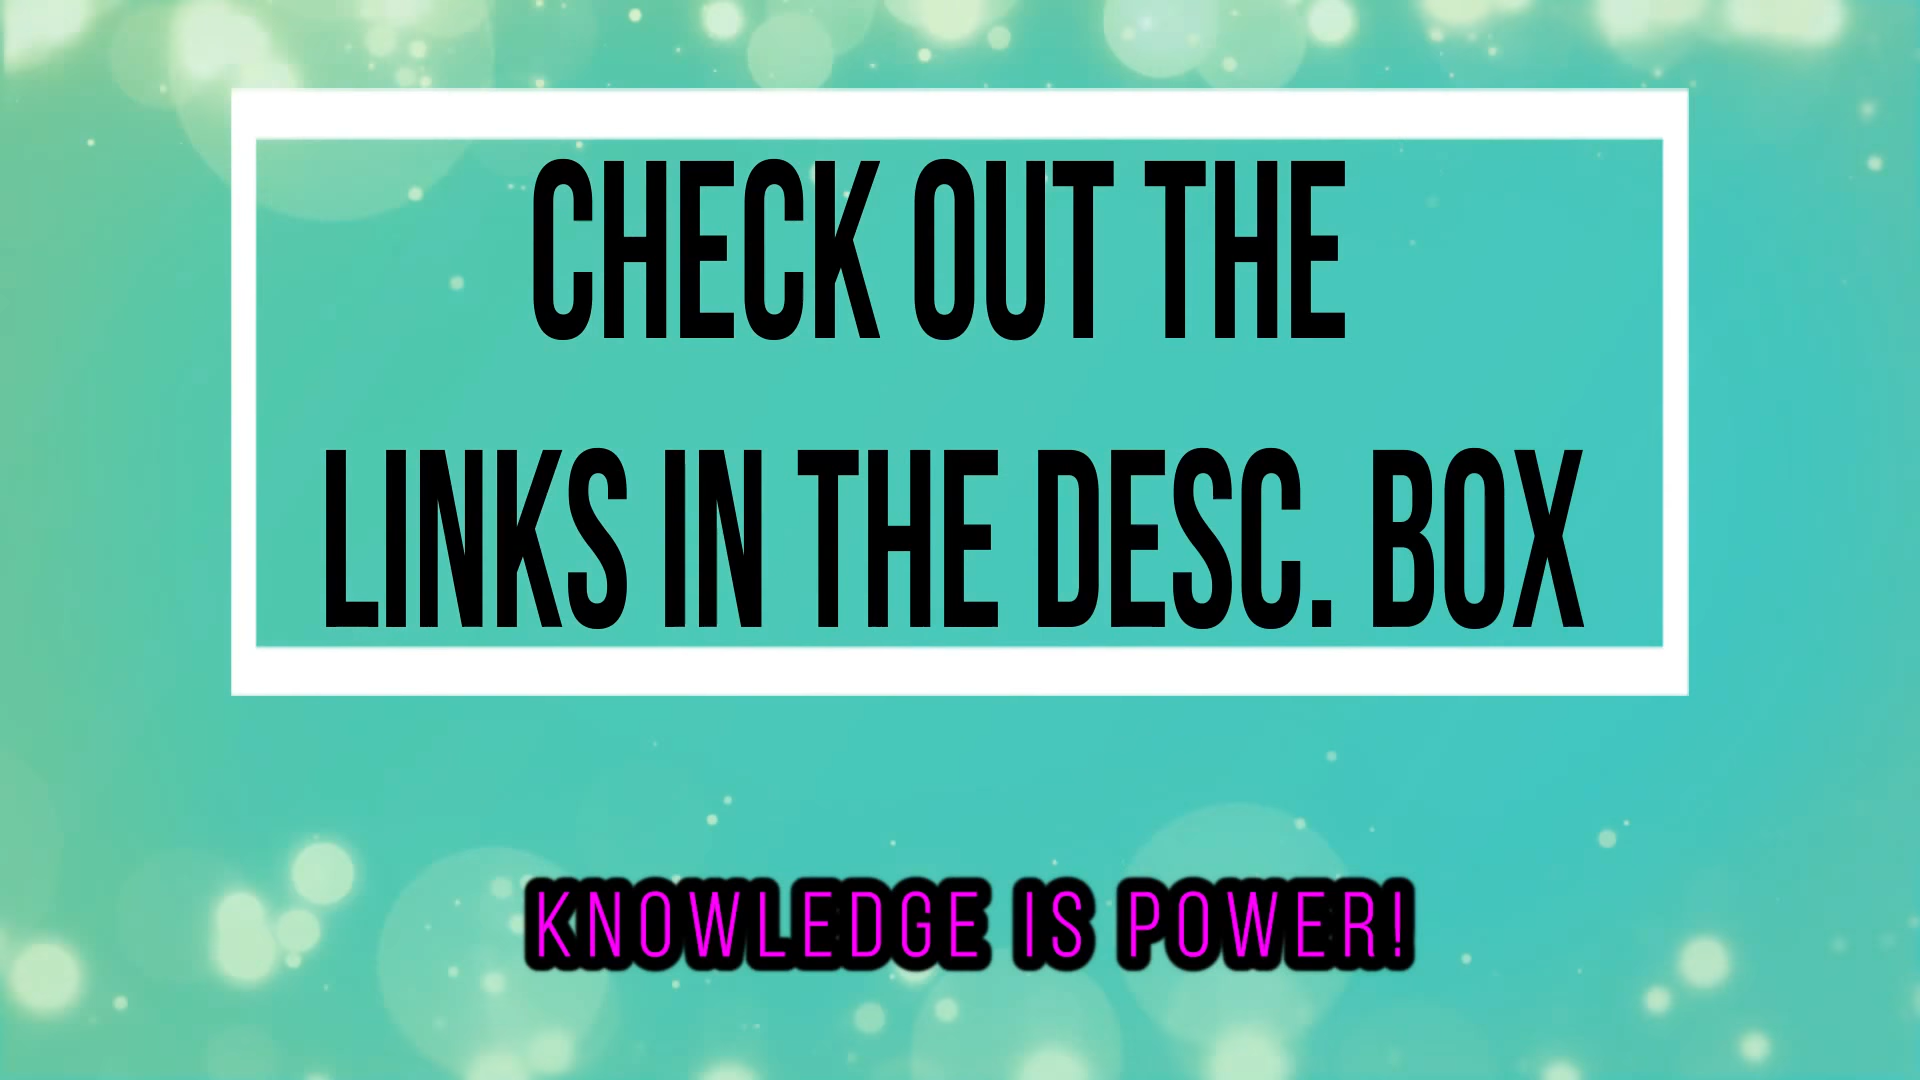 CHECK OUT THE
LINKS IN THE DESC. BOX
KNOWLEDGE IS POWER!